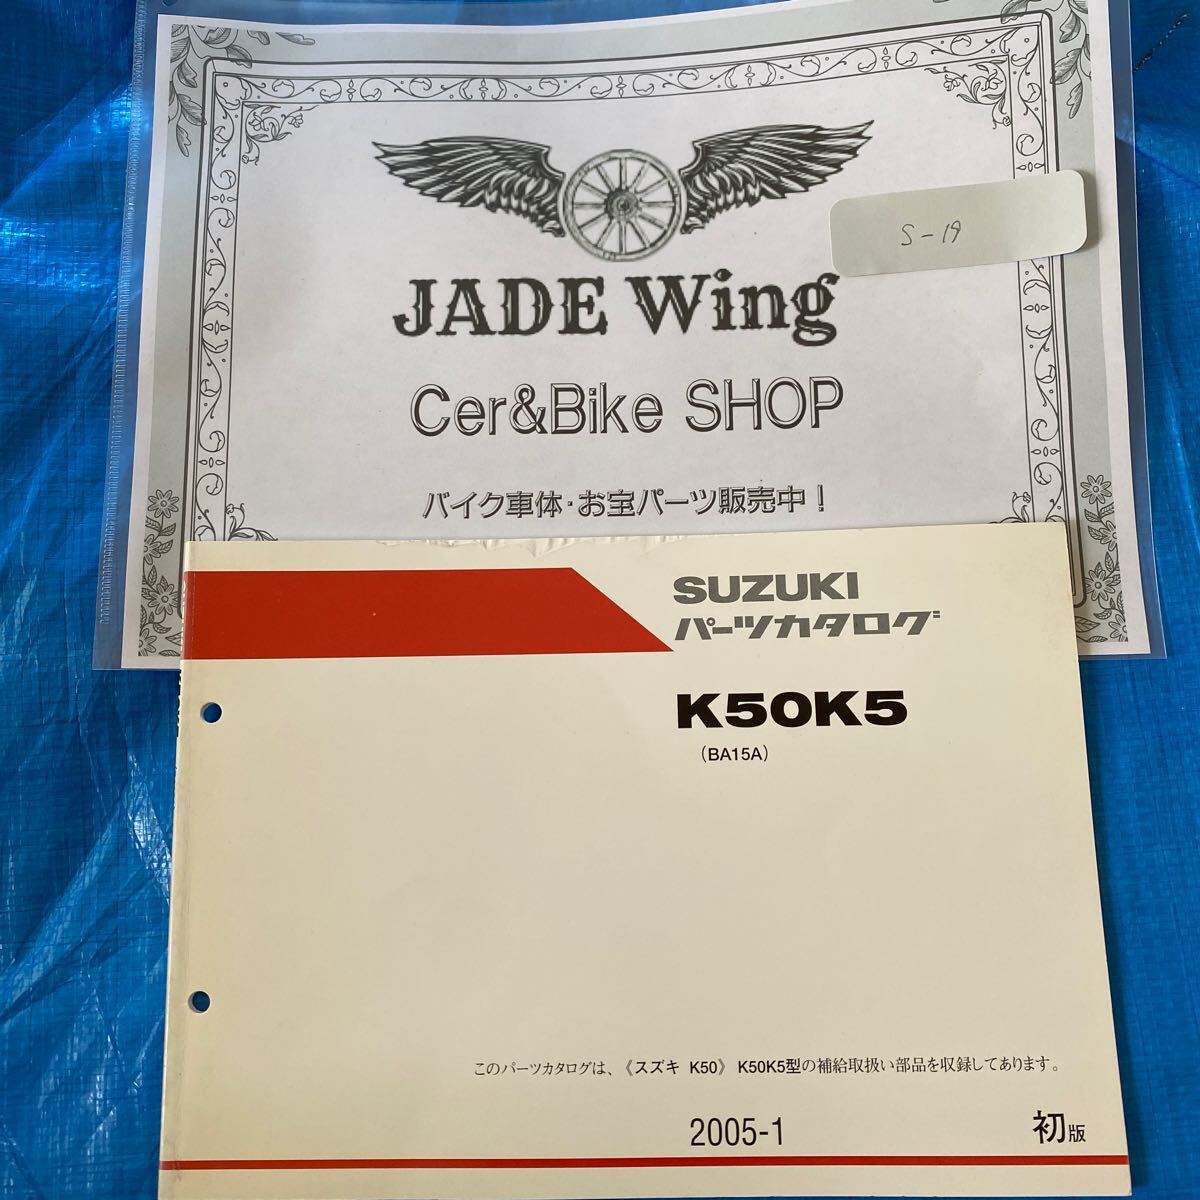 S-19
JADE Wing
Cer&Bike SHOP
バイク車体・お宝パーツ販売中！
SUZUKI
パーツカタログ
K50K5
（BA15A）
このパーツカタログは、《スズキ K50》 K50K5型の補給取扱い部品を収録してあります。
2005-1
初版